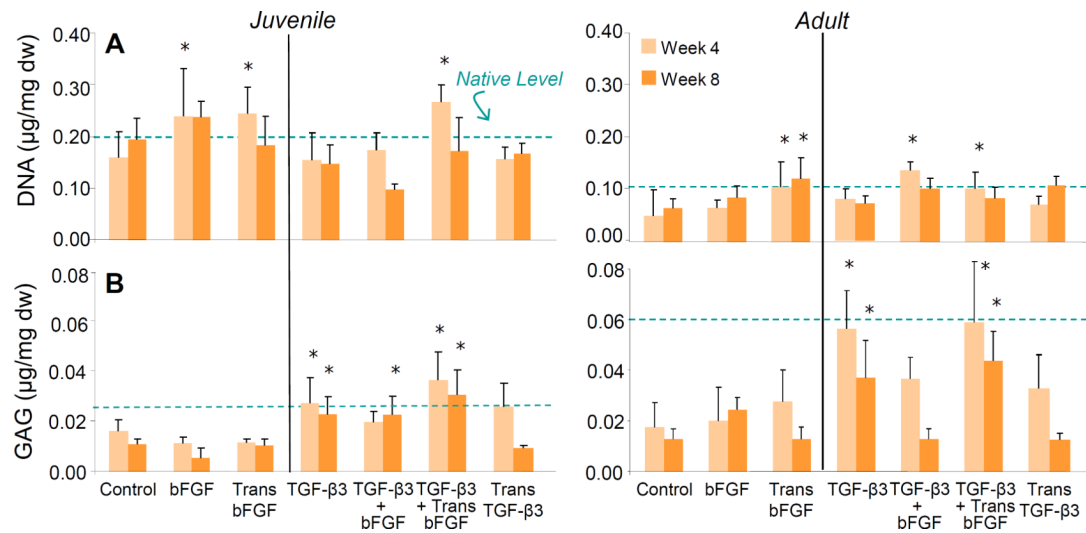 Juvenile
Adult
A
DNA (µg/mg dw)
0.40
0.30
0.20
0.10
0.00
* * *
Native Level
0.40
0.30
0.20
0.10
0.00
* * * *
Week 4
Week 8
B
GAG (µg/mg dw)
0.08
0.06
0.04
0.02
0.00
* * * * *
0.08
0.06
0.04
0.02
0.00
* * * *
Control
bFGF
Trans
bFGF
TGF-β3
TGF-β3
+
bFGF
TGF-β3
+ Trans
bFGF
Trans
TGF-β3
Control
bFGF
Trans
bFGF
TGF-β3
TGF-β3
+ bFGF
TGF-β3
+ Trans
bFGF
Trans
TGF-β3